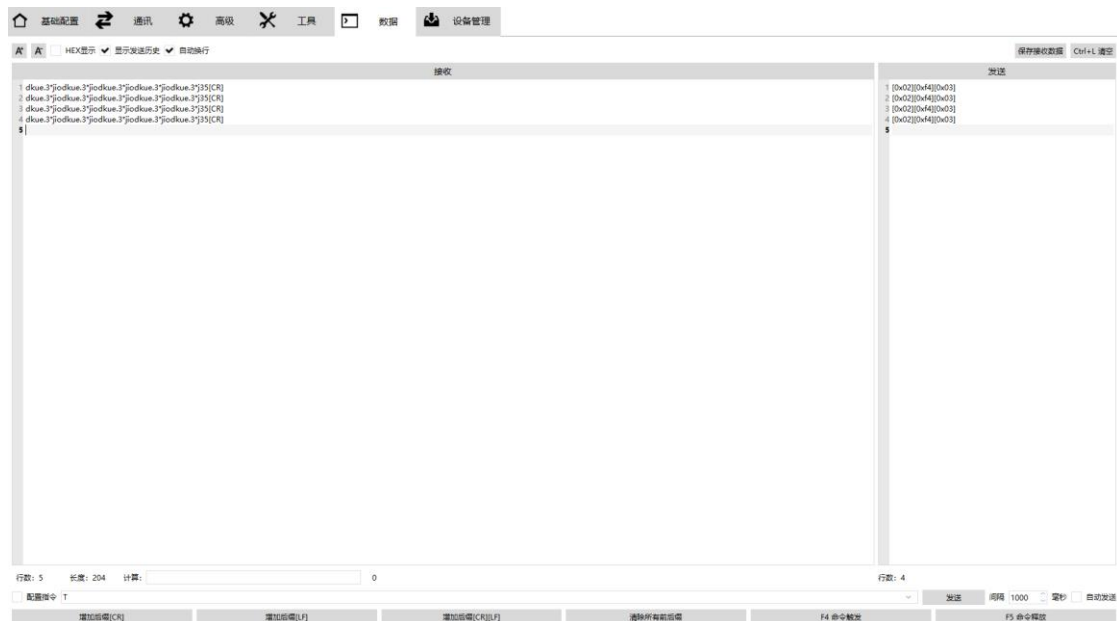 基础配置 通讯 高级 工具 数据 设备管理
HEX显示 显示发送历史 自动换行 保存接收数据 Ctrl+L 清空
接收 发送
1 dkue.3*jiodkue.3*jiodkue.3*jiodkue.3*j35[CR] 1 [0x02][0xf4][0x03]
2 dkue.3*jiodkue.3*jiodkue.3*jiodkue.3*j35[CR] 2 [0x02][0xf4][0x03]
3 dkue.3*jiodkue.3*jiodkue.3*jiodkue.3*j35[CR] 3 [0x02][0xf4][0x03]
4 dkue.3*jiodkue.3*jiodkue.3*jiodkue.3*j35[CR] 4 [0x02][0xf4][0x03]
5 5
行数: 5 长度: 204 计算: 0 行数: 4
配置指令 T 发送 间隔 1000 毫秒 自动发送
增加后缀[CR] 增加后缀[LF] 增加后缀[CR][LF] 清除所有前后缀 F4 命令触发 F5 命令释放